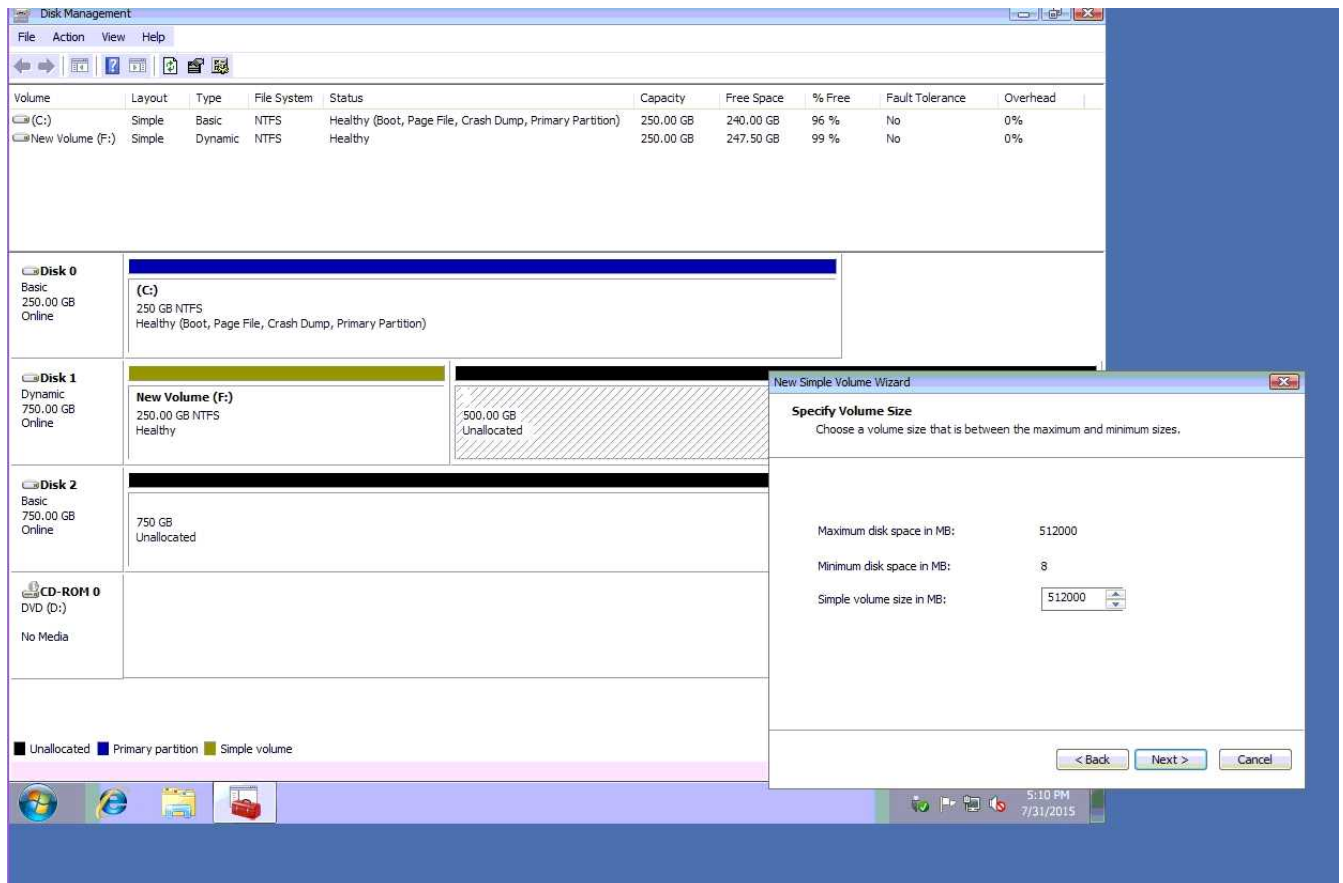 Disk Management
File Action View Help
Volume Layout Type File System Status Capacity Free Space % Free Fault Tolerance Overhead
(C:) Simple Basic NTFS Healthy (Boot, Page File, Crash Dump, Primary Partition) 250.00 GB 240.00 GB 96 % No 0%
New Volume (F:) Simple Dynamic NTFS Healthy 250.00 GB 247.50 GB 99 % No 0%
Disk 0
Basic
250.00 GB
Online
(C:)
250 GB NTFS
Healthy (Boot, Page File, Crash Dump, Primary Partition)
Disk 1
Dynamic
750.00 GB
Online
New Volume (F:)
250.00 GB NTFS
Healthy
500.00 GB
Unallocated
Disk 2
Basic
750.00 GB
Online
750 GB
Unallocated
CD-ROM 0
DVD (D:)
No Media
Unallocated Primary partition Simple volume
New Simple Volume Wizard
Specify Volume Size
Choose a volume size that is between the maximum and minimum sizes.
Maximum disk space in MB: 512000
Minimum disk space in MB: 8
Simple volume size in MB: 512000
< Back Next > Cancel
5:10 PM
7/31/2015